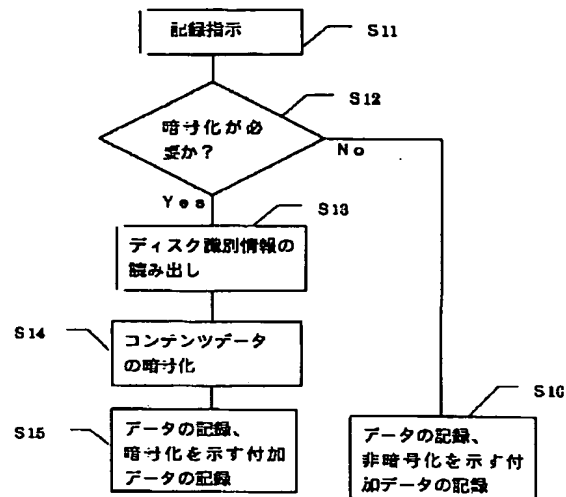 記録指示
S11
S12
暗号化が必
要か？
No
Yes
S13
ディスク識別情報の
読み出し
S14
コンテンツデータ
の暗号化
S15
データの記録、
暗号化を示す付加
データの記録
S16
データの記録、
非暗号化を示す付
加データの記録